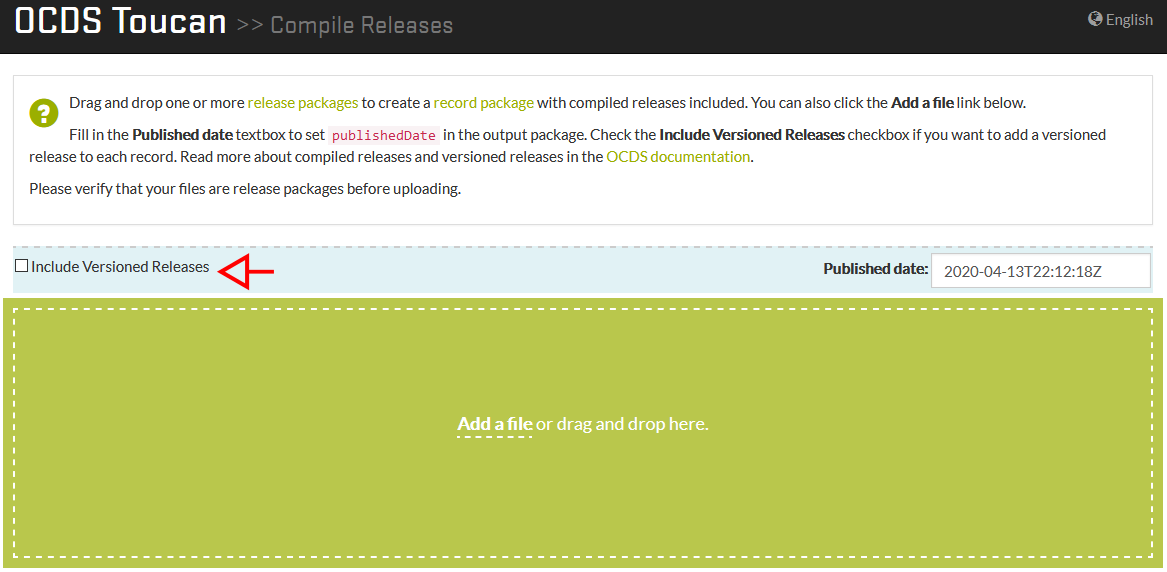 OCDS Toucan >> Compile Releases
English
? Drag and drop one or more release packages to create a record package with compiled releases included. You can also click the Add a file link below.
Fill in the Published date textbox to set publishedDate in the output package. Check the Include Versioned Releases checkbox if you want to add a versioned
release to each record. Read more about compiled releases and versioned releases in the OCDS documentation.
Please verify that your files are release packages before uploading.
Include Versioned Releases
Published date: 2020-04-13T22:12:18Z
Add a file or drag and drop here.